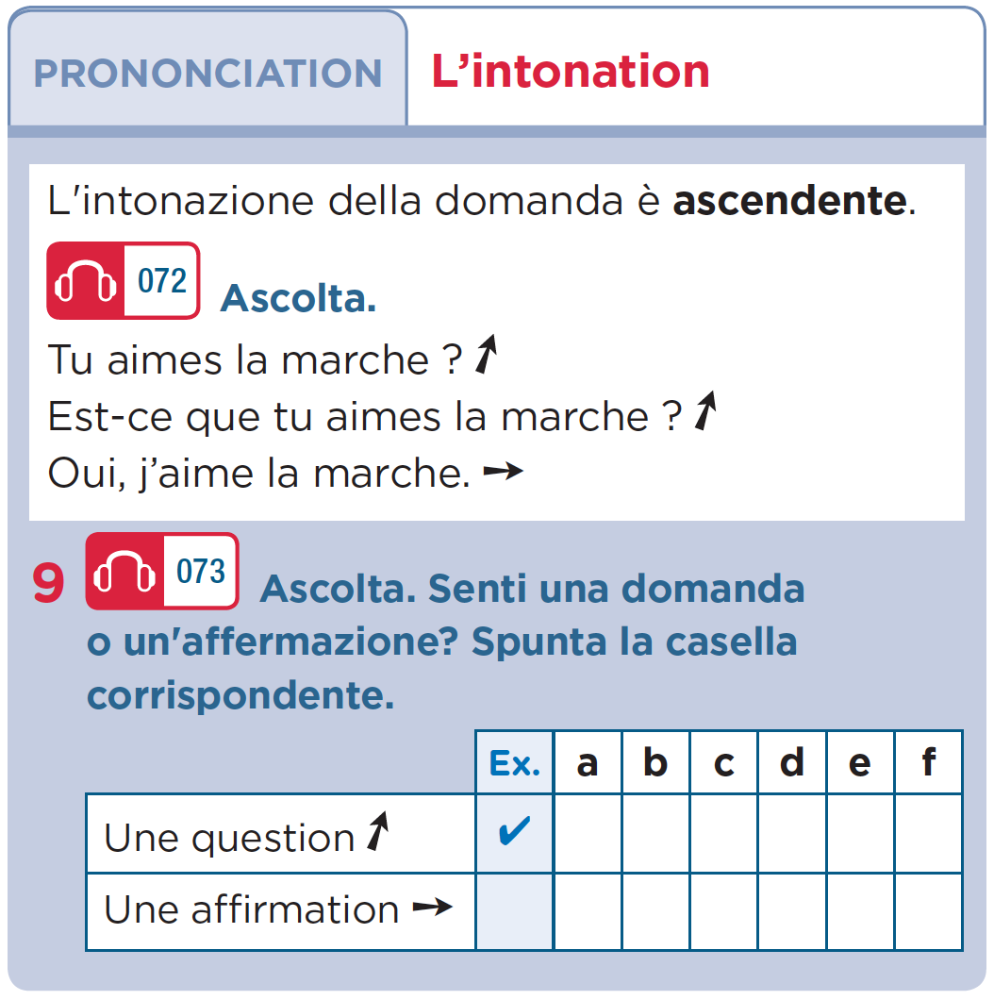 PRONONCIATION L’intonation
L'intonazione della domanda è ascendente.
072 Ascolta.
Tu aimes la marche ?
Est-ce que tu aimes la marche ?
Oui, j’aime la marche.
9 073 Ascolta. Senti una domanda
o un'affermazione? Spunta la casella
corrispondente.
Ex. a b c d e f
Une question ✔
Une affirmation